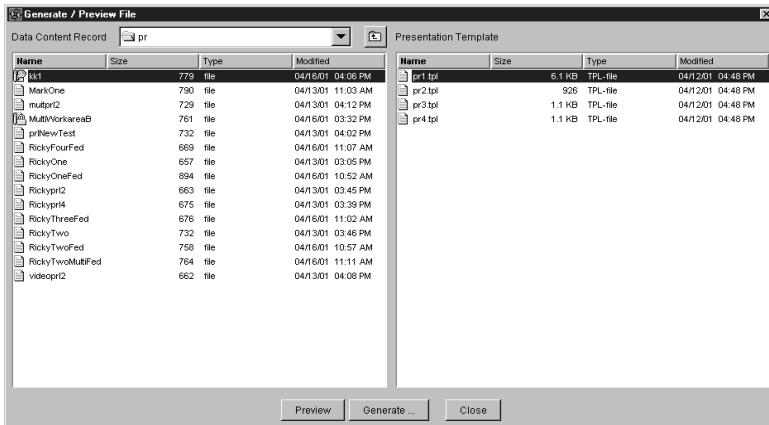 Generate / Preview File
Data Content Record pr Presentation Template
Name Size Type Modified Name Size Type Modified
kk1 779 file 04/16/01 04:06 PM pr1.tpl 6.1 KB TPL-file 04/12/01 04:48 PM
MarkOne 790 file 04/13/01 11:03 AM pr2.tpl 926 TPL-file 04/12/01 04:48 PM
multprl2 729 file 04/13/01 04:12 PM pr3.tpl 1.1 KB TPL-file 04/12/01 04:48 PM
MultiWorkareaB 761 file 04/16/01 03:32 PM pr4.tpl 1.1 KB TPL-file 04/12/01 04:48 PM
prlNewTest 732 file 04/13/01 04:02 PM
RickyFourFed 669 file 04/16/01 11:07 AM
RickyOne 657 file 04/13/01 03:05 PM
RickyOneFed 894 file 04/16/01 10:52 AM
Rickyprl2 663 file 04/13/01 03:45 PM
Rickyprl4 675 file 04/13/01 03:39 PM
RickyThreeFed 676 file 04/16/01 11:02 AM
RickyTwo 732 file 04/13/01 03:46 PM
RickyTwoFed 758 file 04/16/01 10:57 AM
RickyTwoMultiFed 764 file 04/16/01 11:11 AM
videoprl2 662 file 04/13/01 04:08 PM
Preview Generate ... Close